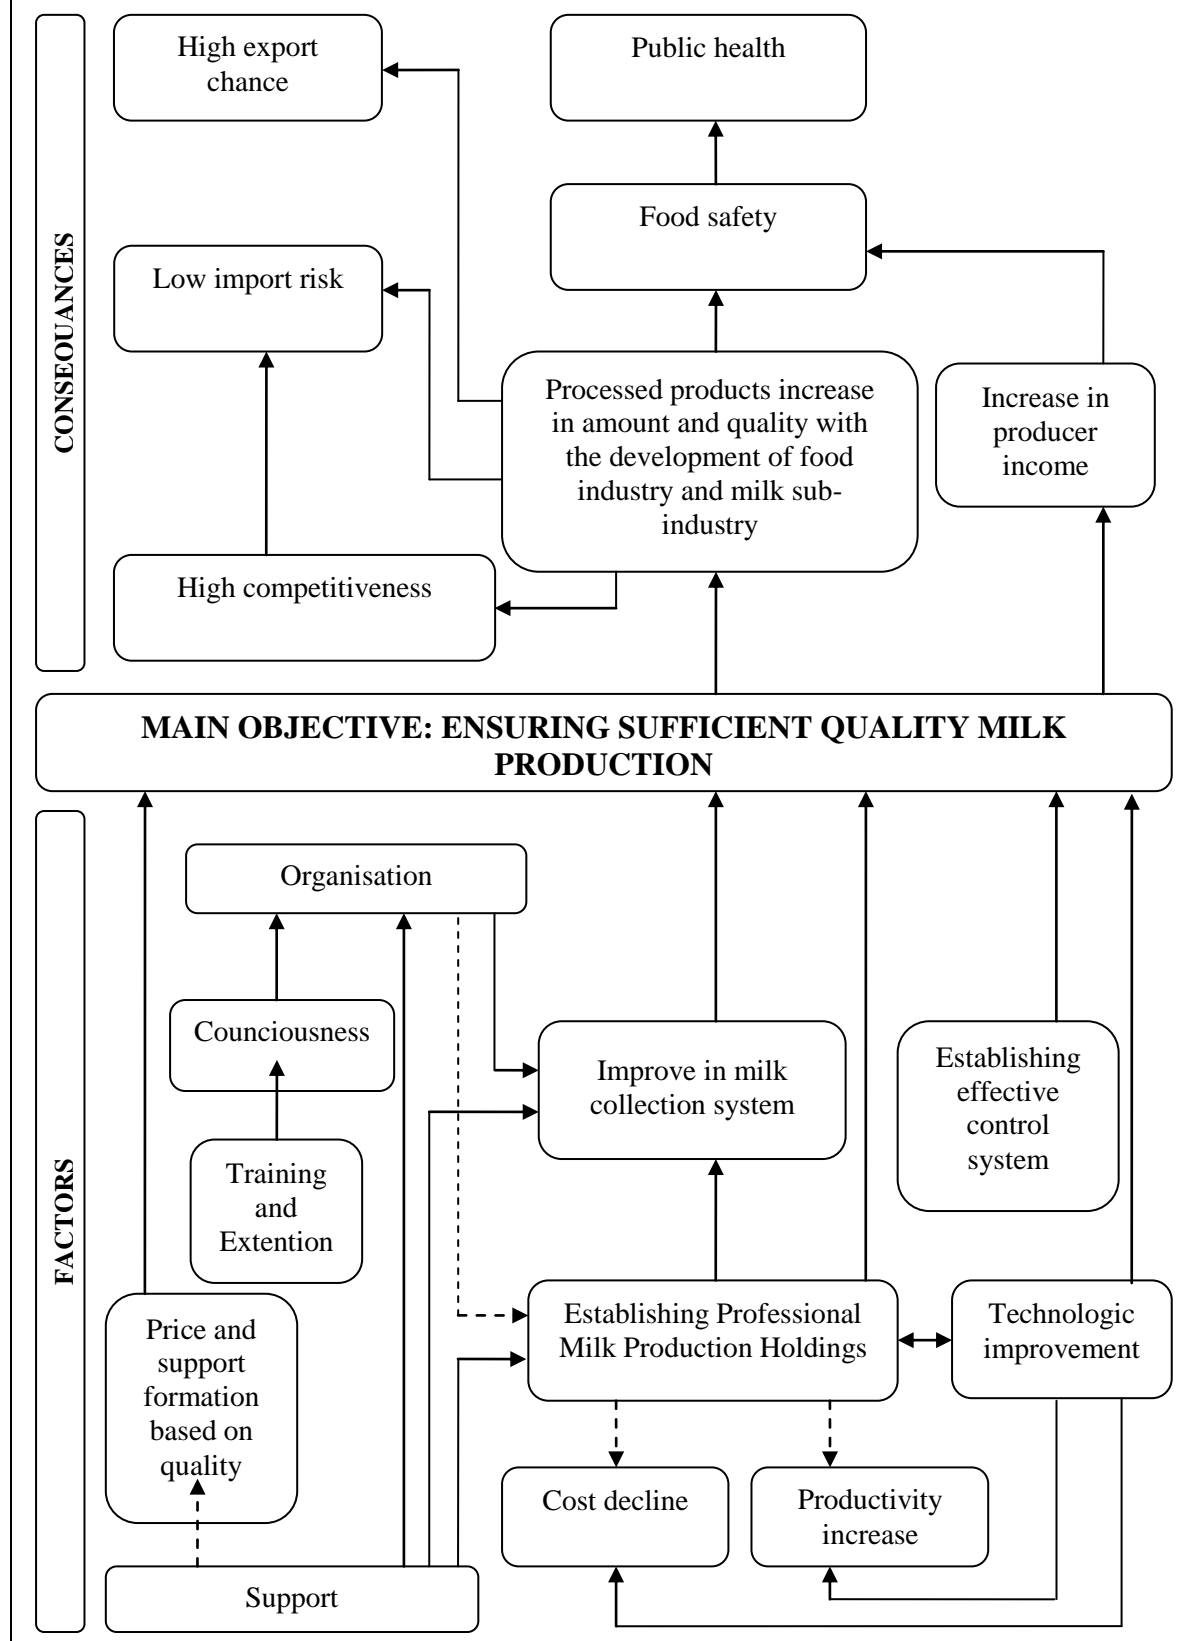 CONSEQUANCES
High export
chance
Public health
Food safety
Low import risk
Processed products increase
in amount and quality with
the development of food
industry and milk sub-
industry
Increase in
producer
income
High competitiveness
MAIN OBJECTIVE: ENSURING SUFFICIENT QUALITY MILK
PRODUCTION
FACTORS
Organisation
Counciousness
Training
and
Extention
Improve in milk
collection system
Establishing
effective
control
system
Price and
support
formation
based on
quality
Establishing Professional
Milk Production Holdings
Technologic
improvement
Cost decline
Productivity
increase
Support